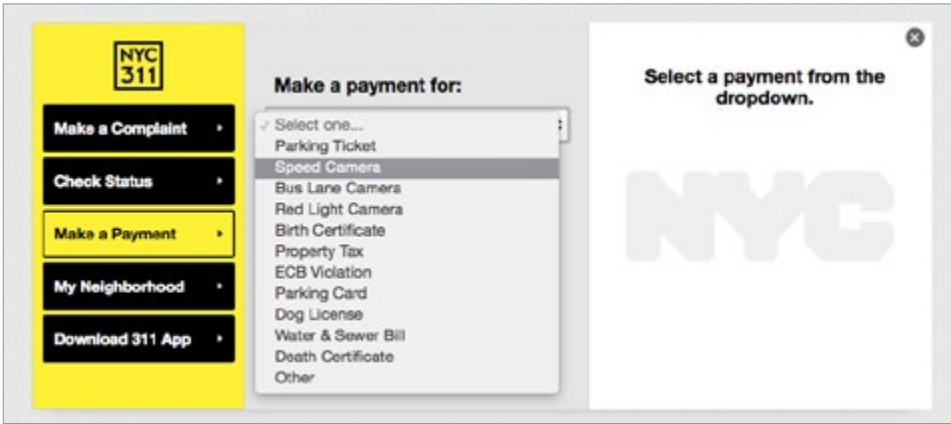 NYC
311
Make a Complaint
Check Status
Make a Payment
My Neighborhood
Download 311 App
Make a payment for:
Select one...
Parking Ticket
Speed Camera
Bus Lane Camera
Red Light Camera
Birth Certificate
Property Tax
ECB Violation
Parking Card
Dog License
Water & Sewer Bill
Death Certificate
Other
Select a payment from the
dropdown.
NYC